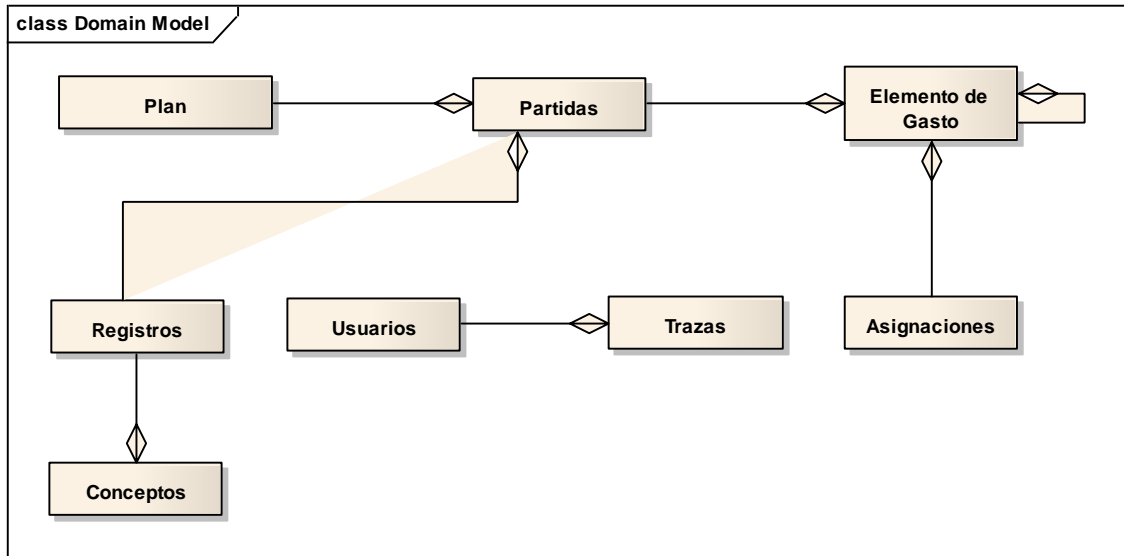 class Domain Model
Plan
Partidas
Elemento de
Gasto
Registros
Usuarios
Trazas
Asignaciones
Conceptos